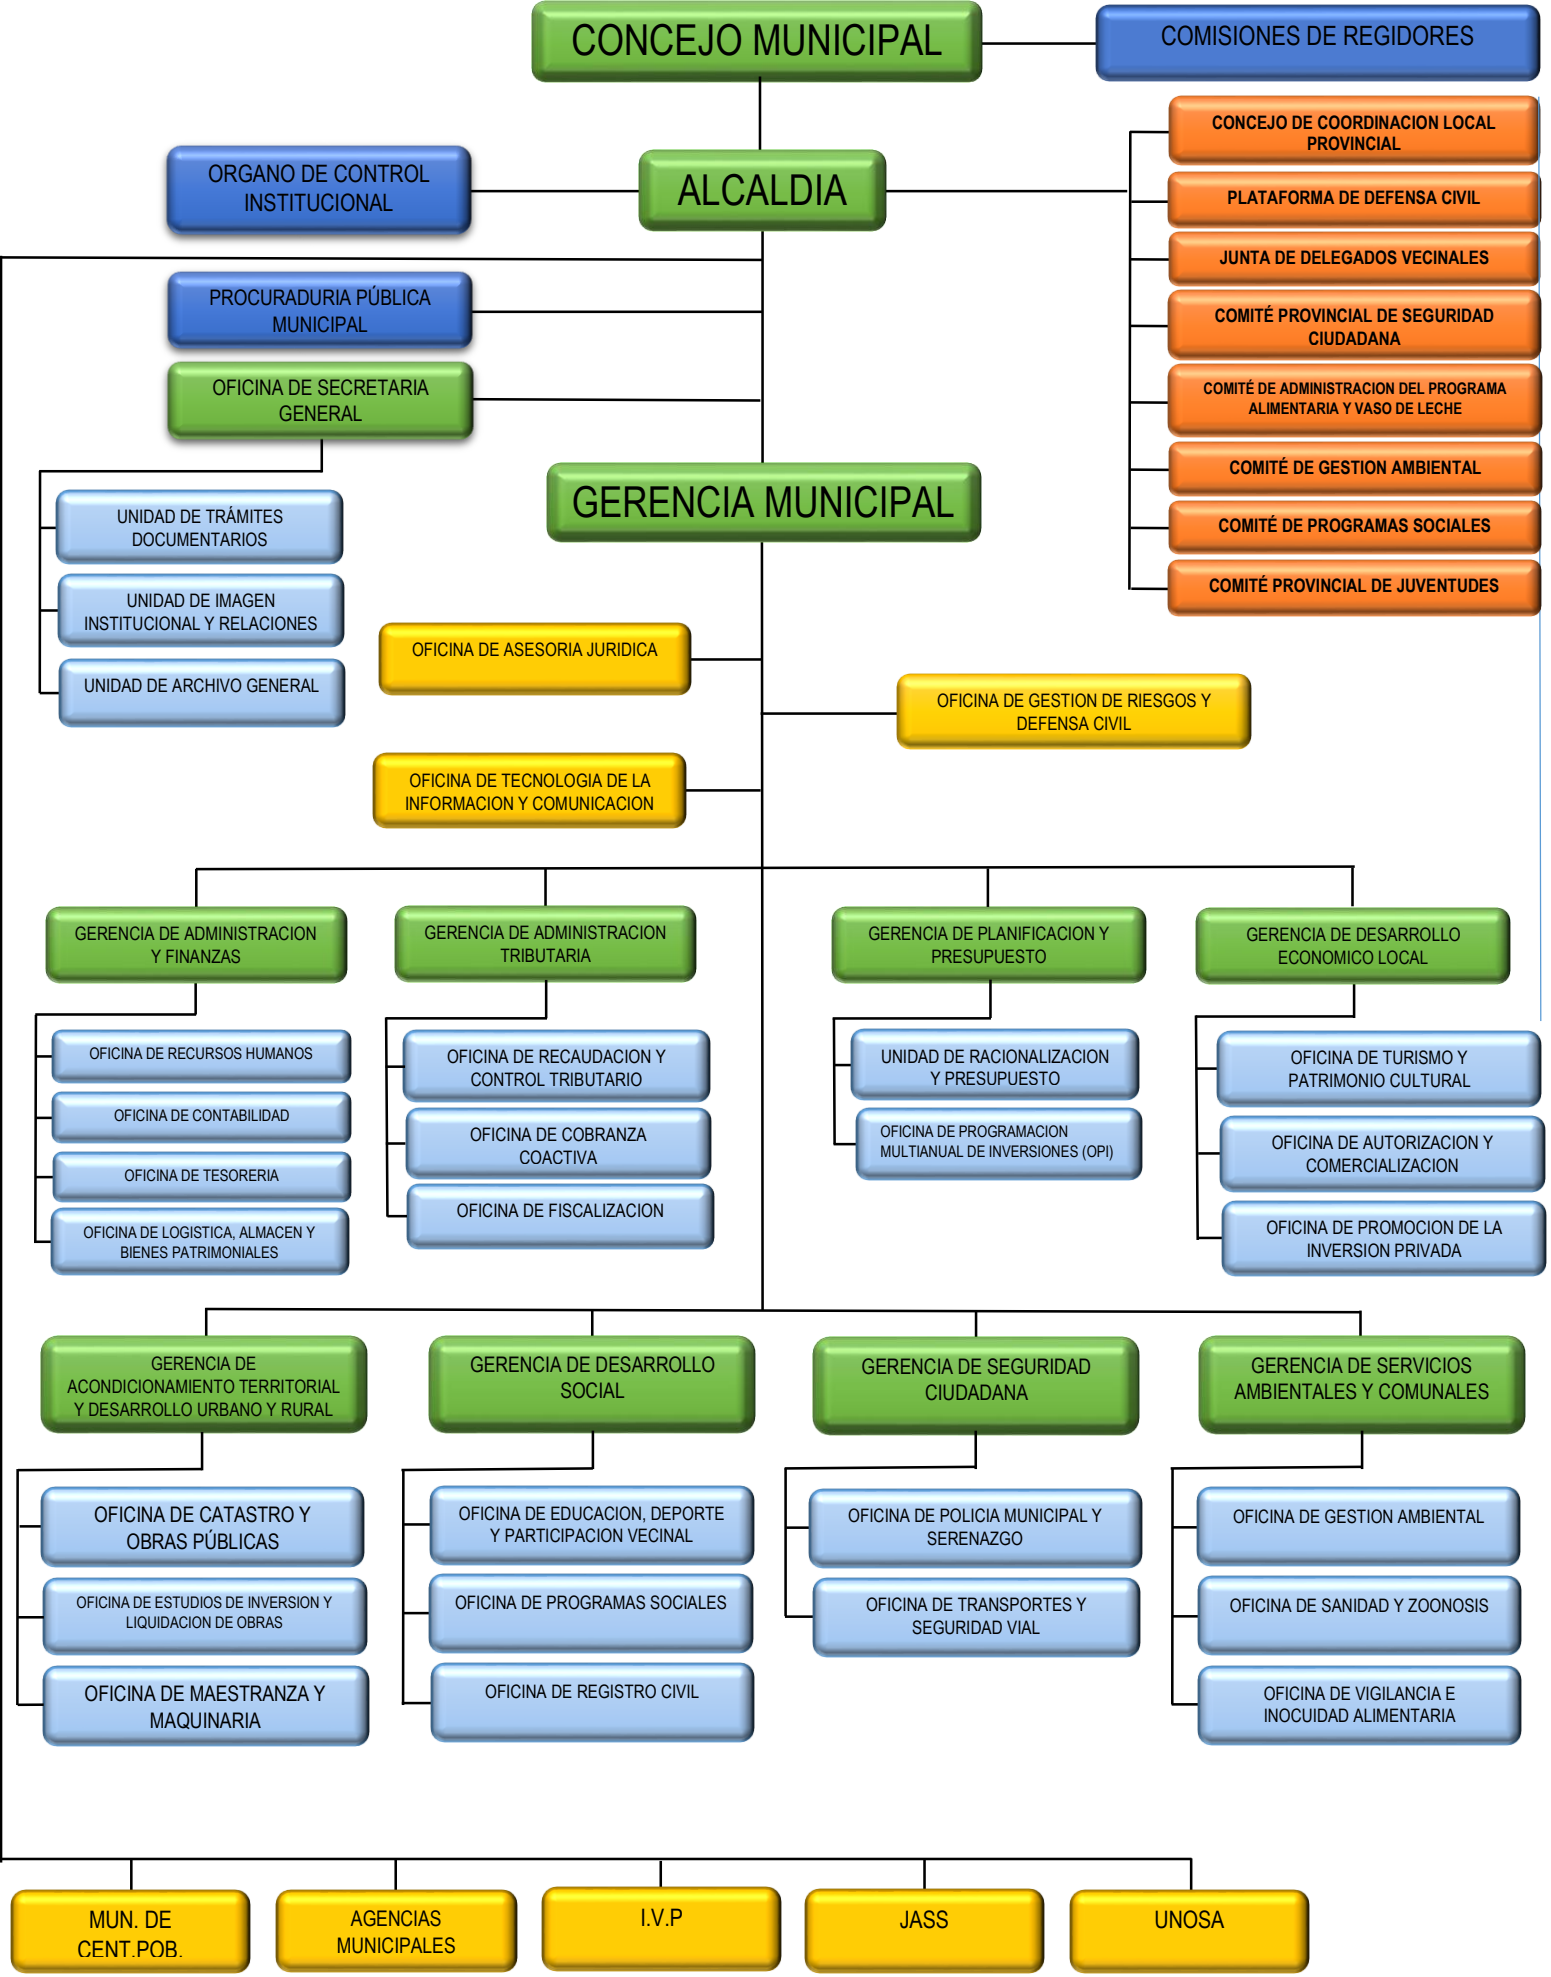 CONCEJO MUNICIPAL
COMISIONES DE REGIDORES
CONCEJO DE COORDINACION LOCAL
PROVINCIAL
ORGANO DE CONTROL
INSTITUCIONAL
ALCALDIA
PLATAFORMA DE DEFENSA CIVIL
JUNTA DE DELEGADOS VECINALES
PROCURADURIA PÚBLICA
MUNICIPAL
COMITÉ PROVINCIAL DE SEGURIDAD
CIUDADANA
OFICINA DE SECRETARIA
GENERAL
COMITÉ DE ADMINISTRACION DEL PROGRAMA
ALIMENTARIA Y VASO DE LECHE
COMITÉ DE GESTION AMBIENTAL
GERENCIA MUNICIPAL
COMITÉ DE PROGRAMAS SOCIALES
COMITÉ PROVINCIAL DE JUVENTUDES
UNIDAD DE TRÁMITES
DOCUMENTARIOS
UNIDAD DE IMAGEN
INSTITUCIONAL Y RELACIONES
UNIDAD DE ARCHIVO GENERAL
OFICINA DE ASESORIA JURIDICA
OFICINA DE GESTION DE RIESGOS Y
DEFENSA CIVIL
OFICINA DE TECNOLOGIA DE LA
INFORMACION Y COMUNICACION
GERENCIA DE ADMINISTRACION
Y FINANZAS
GERENCIA DE ADMINISTRACION
TRIBUTARIA
GERENCIA DE PLANIFICACION Y
PRESUPUESTO
GERENCIA DE DESARROLLO
ECONOMICO LOCAL
OFICINA DE RECURSOS HUMANOS
OFICINA DE CONTABILIDAD
OFICINA DE TESORERIA
OFICINA DE LOGISTICA, ALMACEN Y
BIENES PATRIMONIALES
OFICINA DE RECAUDACION Y
CONTROL TRIBUTARIO
OFICINA DE COBRANZA
COACTIVA
OFICINA DE FISCALIZACION
UNIDAD DE RACIONALIZACION
Y PRESUPUESTO
OFICINA DE PROGRAMACION
MULTIANUAL DE INVERSIONES (OPI)
OFICINA DE TURISMO Y
PATRIMONIO CULTURAL
OFICINA DE AUTORIZACION Y
COMERCIALIZACION
OFICINA DE PROMOCION DE LA
INVERSION PRIVADA
GERENCIA DE
ACONDICIONAMIENTO TERRITORIAL
Y DESARROLLO URBANO Y RURAL
GERENCIA DE DESARROLLO
SOCIAL
GERENCIA DE SEGURIDAD
CIUDADANA
GERENCIA DE SERVICIOS
AMBIENTALES Y COMUNALES
OFICINA DE CATASTRO Y
OBRAS PÚBLICAS
OFICINA DE ESTUDIOS DE INVERSION Y
LIQUIDACION DE OBRAS
OFICINA DE MAESTRANZA Y
MAQUINARIA
OFICINA DE EDUCACION, DEPORTE
Y PARTICIPACION VECINAL
OFICINA DE PROGRAMAS SOCIALES
OFICINA DE REGISTRO CIVIL
OFICINA DE POLICIA MUNICIPAL Y
SERENAZGO
OFICINA DE TRANSPORTES Y
SEGURIDAD VIAL
OFICINA DE GESTION AMBIENTAL
OFICINA DE SANIDAD Y ZOONOSIS
OFICINA DE VIGILANCIA E
INOCUIDAD ALIMENTARIA
MUN. DE
CENT.POB.
AGENCIAS
MUNICIPALES
I.V.P
JASS
UNOSA